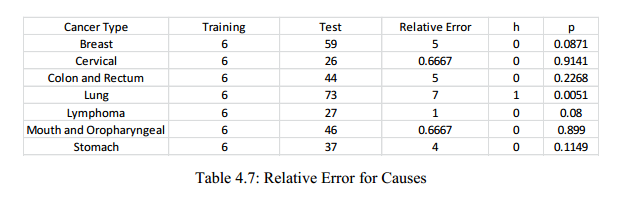 Cancer Type Training Test Relative Error h p
Breast 6 59 5 0 0.0871
Cervical 6 26 0.6667 0 0.9141
Colon and Rectum 6 44 5 0 0.2268
Lung 6 73 7 1 0.0051
Lymphoma 6 27 1 0 0.08
Mouth and Oropharyngeal 6 46 0.6667 0 0.899
Stomach 6 37 4 0 0.1149
Table 4.7: Relative Error for Causes